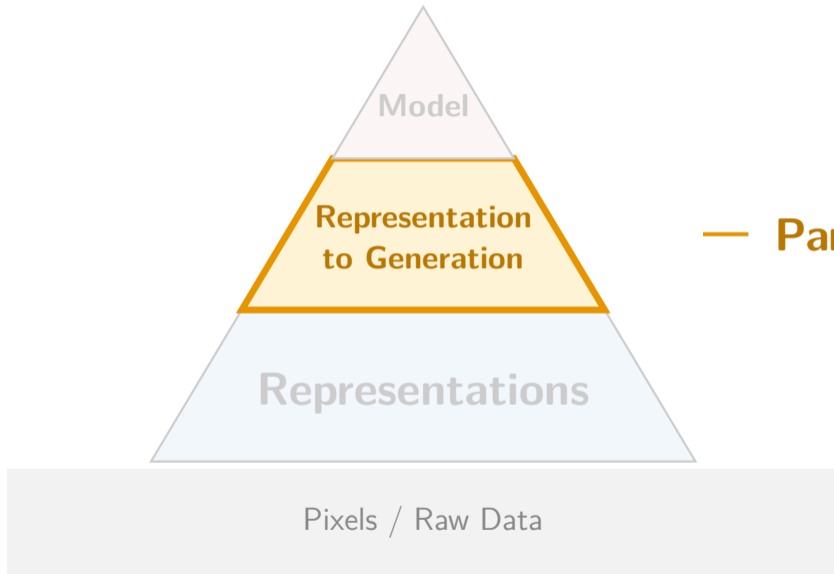 Model
Representation
to Generation
Representations
Pixels / Raw Data